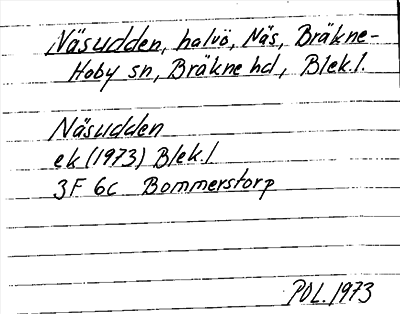 Näsudden, halvö, Näs, Bräkne-
Hoby sn, Bräkne hd, Blek.l.
Näsudden
ek (1973) Blek.l
3F 6c Bommerstorp
POL. 1973